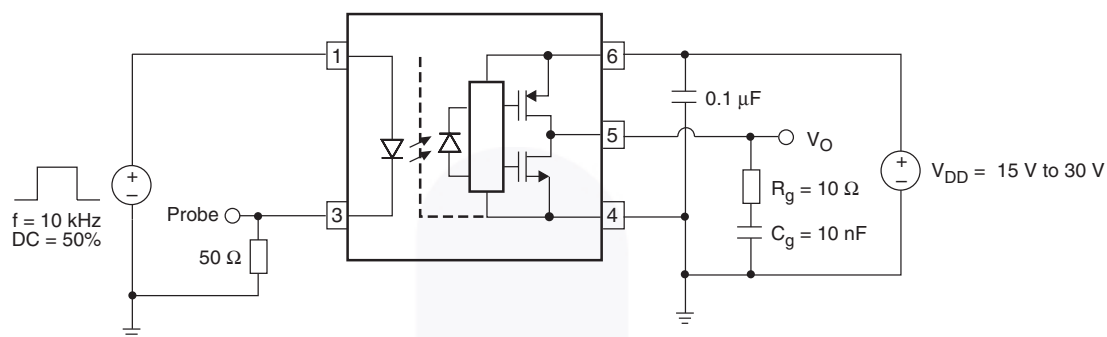 1
6
0.1 μF
5
V_O
+
−
+
−
V_DD = 15 V to 30 V
R_g = 10 Ω
f = 10 kHz
DC = 50%
Probe
3
4
C_g = 10 nF
50 Ω